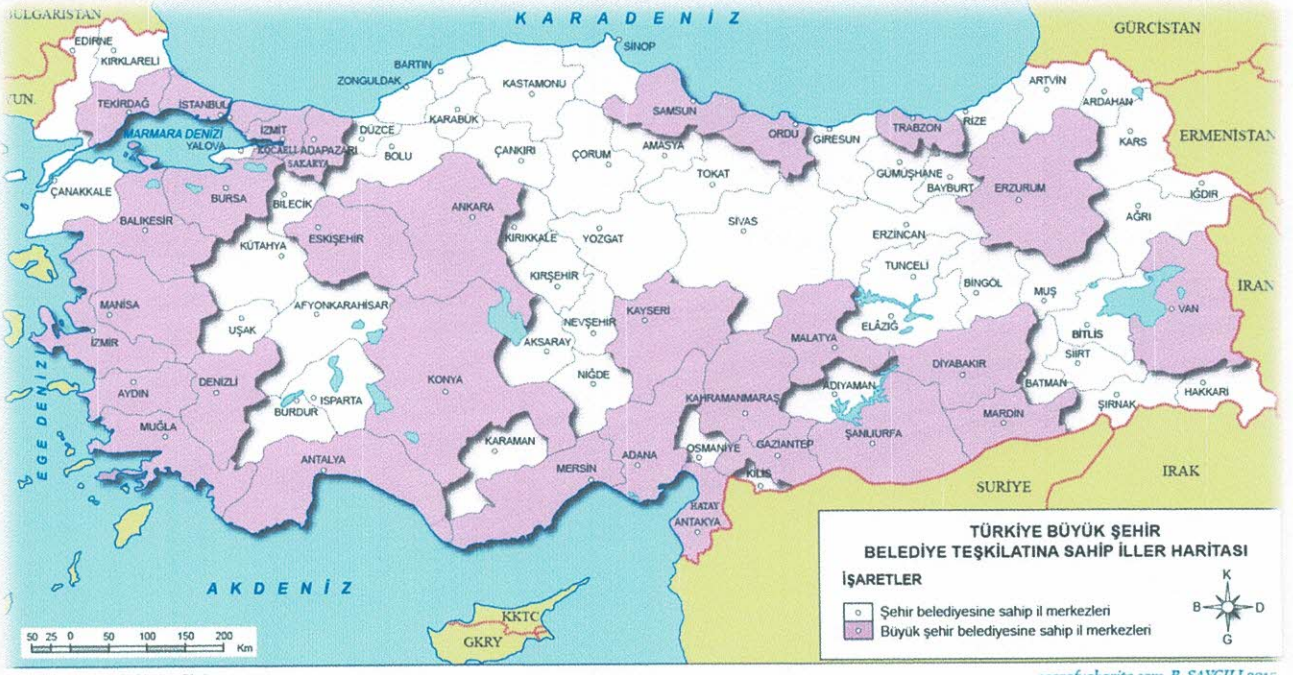 BULGARİSTAN
K A R A D E N İ Z
GÜRCİSTAN
EDİRNE
KIRKLARELİ
SİNOP
BARTIN
ZONGULDAK
KASTAMONU
ARTVİN
ARDAHAN
YUN.
TEKİRDAĞ
İSTANBUL
KARABÜK
SAMSUN
ORDU
GİRESUN
TRABZON
RİZE
KARS
ERMENİSTAN
MARMARA DENİZİ
YALOVA
İZMİT
KOCAELİ
ADAPAZARI
SAKARYA
DÜZCE
BOLU
ÇANKIRI
ÇORUM
AMASYA
TOKAT
GÜMÜŞHANE
BAYBURT
ERZURUM
IĞDIR
AĞRI
ÇANAKKALE
BALIKESİR
BURSA
BİLECİK
ESKİŞEHİR
ANKARA
KIRIKKALE
YOZGAT
SİVAS
ERZİNCAN
TUNCELİ
BİNGÖL
MUŞ
KÜTAHYA
KIRŞEHİR
İRAN
MANİSA
İZMİR
UŞAK
AFYONKARAHİSAR
NEVŞEHİR
AKSARAY
KAYSERİ
MALATYA
ELÂZIĞ
BİTLİS
VAN
SİİRT
EGE DENİZİ
AYDIN
DENİZLİ
BURDUR
ISPARTA
KONYA
NİĞDE
KAHRAMANMARAŞ
ADIYAMAN
DİYABAKIR
BATMAN
MARDİN
ŞIRNAK
HAKKARİ
MUĞLA
ANTALYA
KARAMAN
MERSİN
ADANA
OSMANİYE
GAZİANTEP
KİLİS
ŞANLIURFA
HATAY
ANTAKYA
SURİYE
IRAK
A K D E N İ Z
KKTC
GKRY
50 25 0 50 100 150 200
Km
TÜRKİYE BÜYÜK ŞEHİR
BELEDİYE TEŞKİLATINA SAHİP İLLER HARİTASI
İŞARETLER
Şehir belediyesine sahip il merkezleri
Büyük şehir belediyesine sahip il merkezleri
K
B D
G
B. SAYGILI